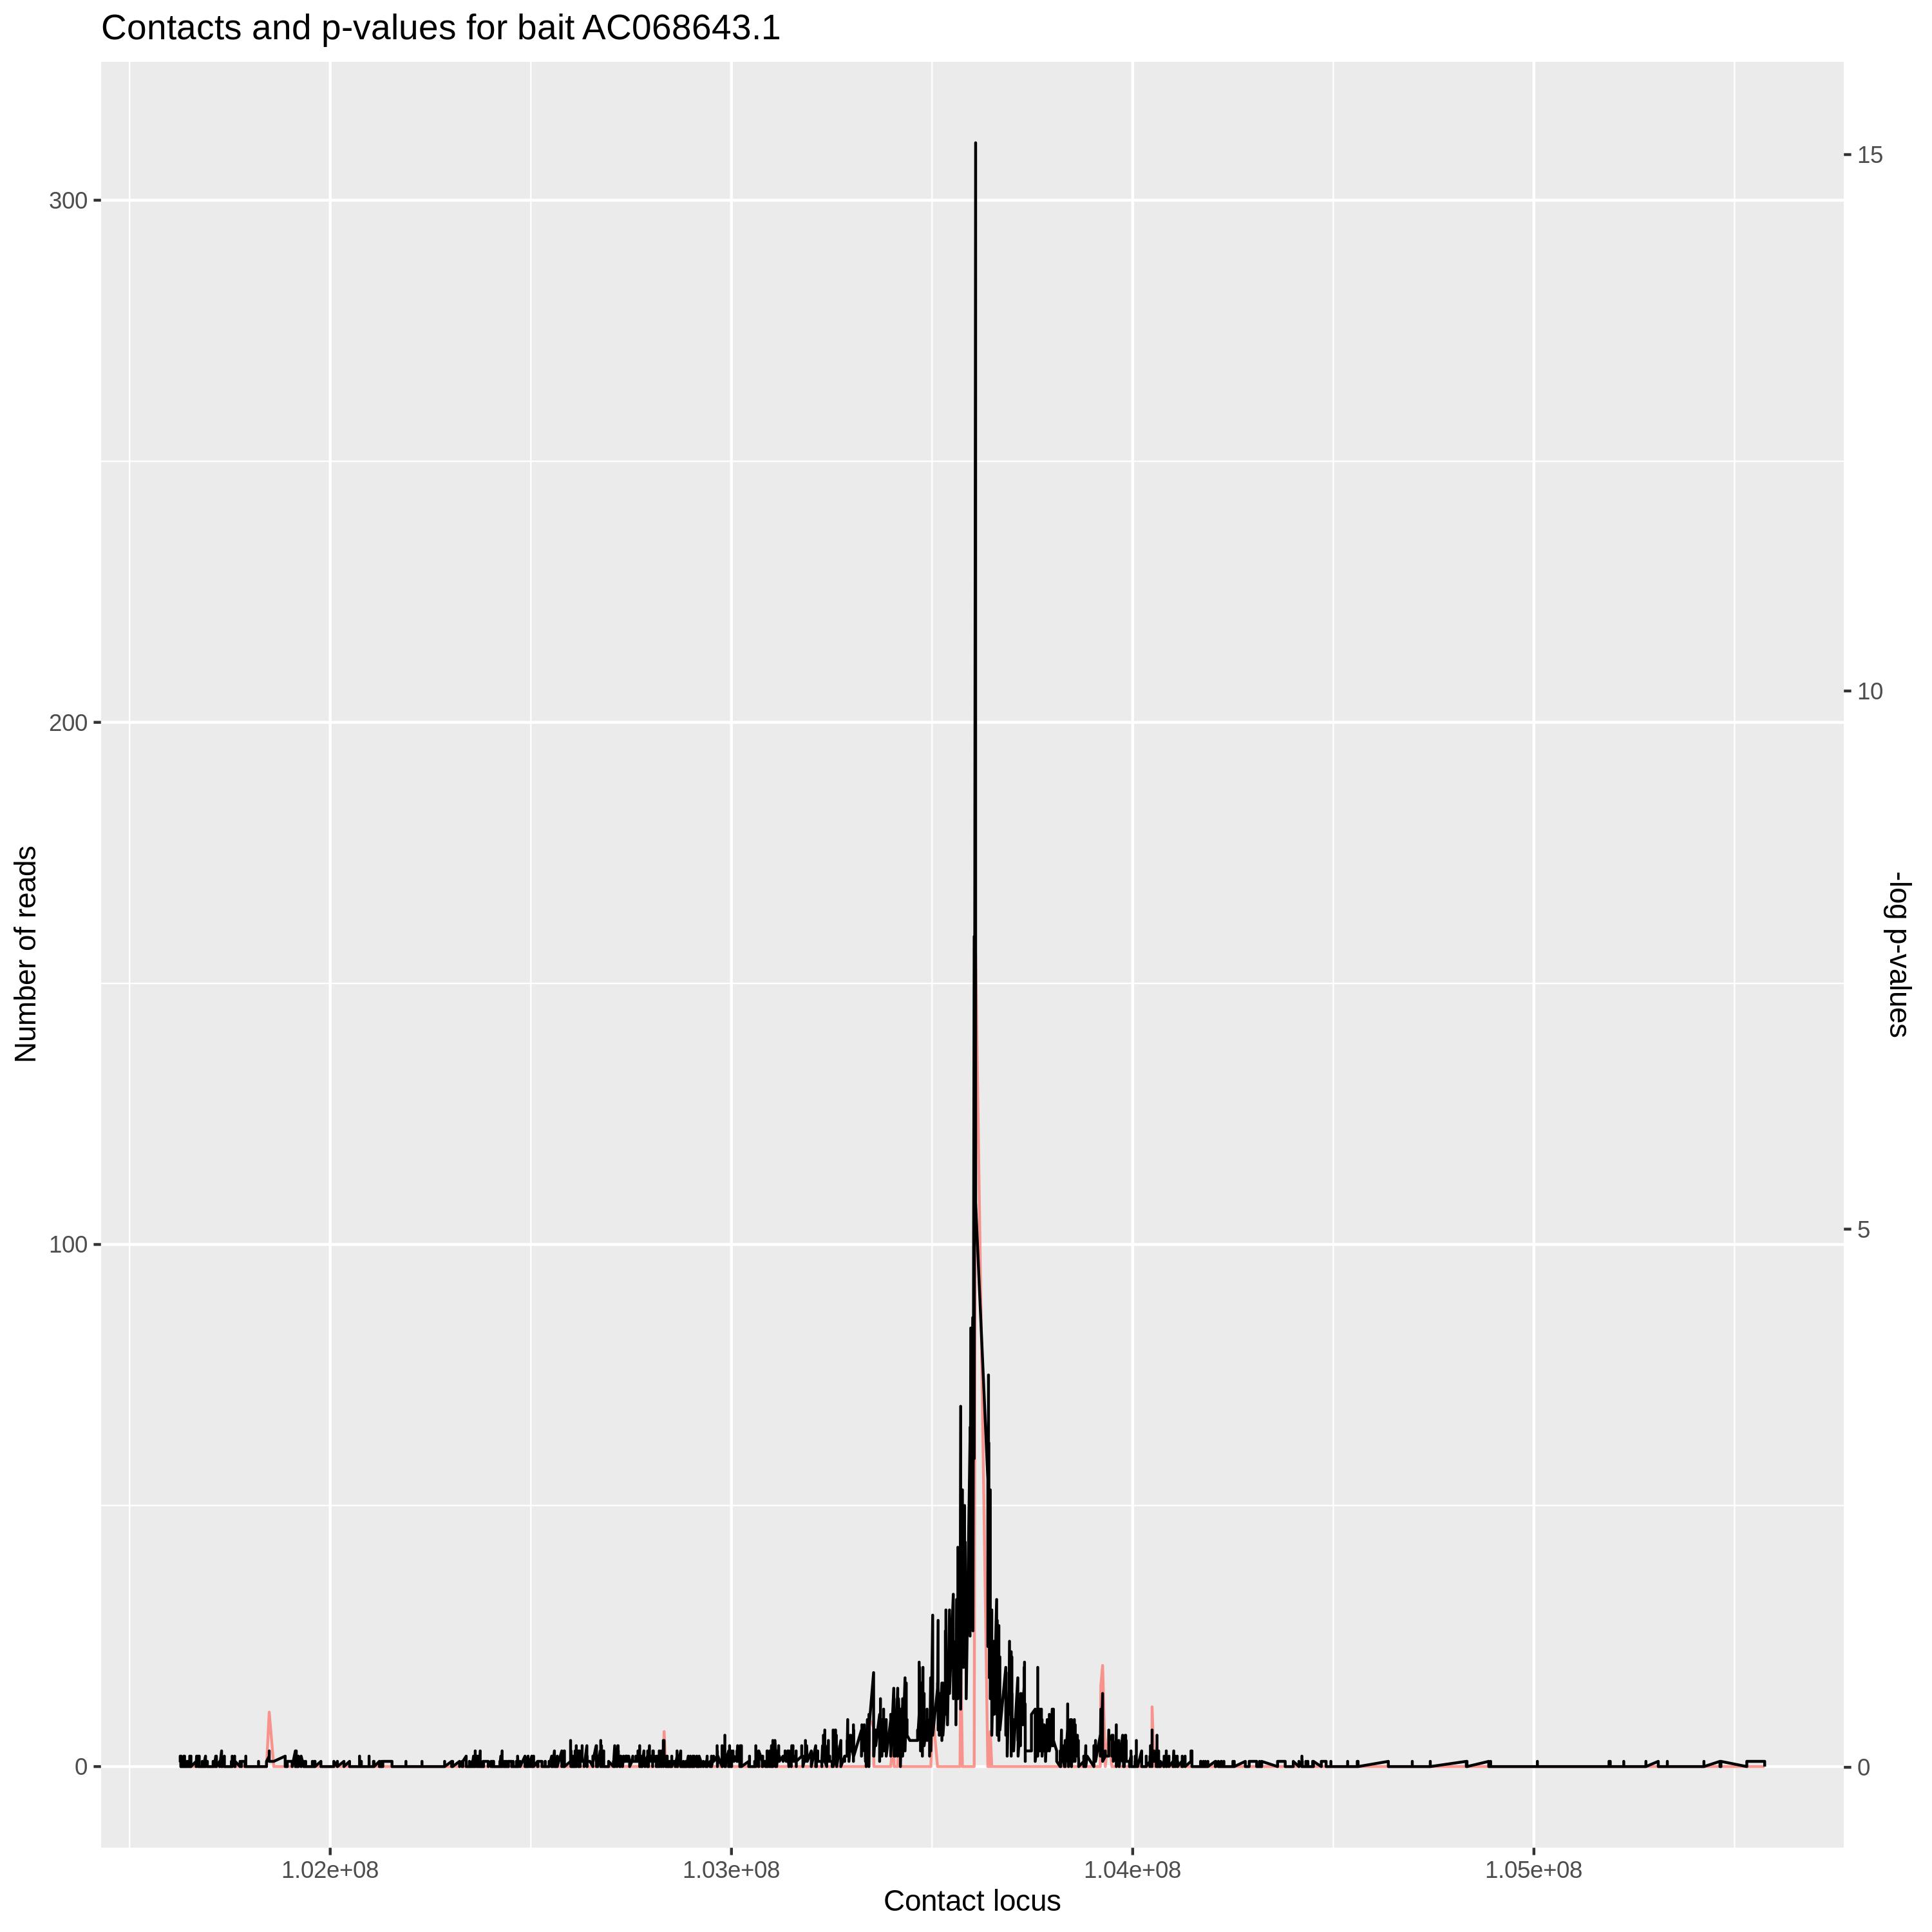 Contacts and p-values for bait AC068643.1
300
200
100
0
Number of reads
15
10
5
0
-log p-values
1.02e+08
1.03e+08
1.04e+08
1.05e+08
Contact locus